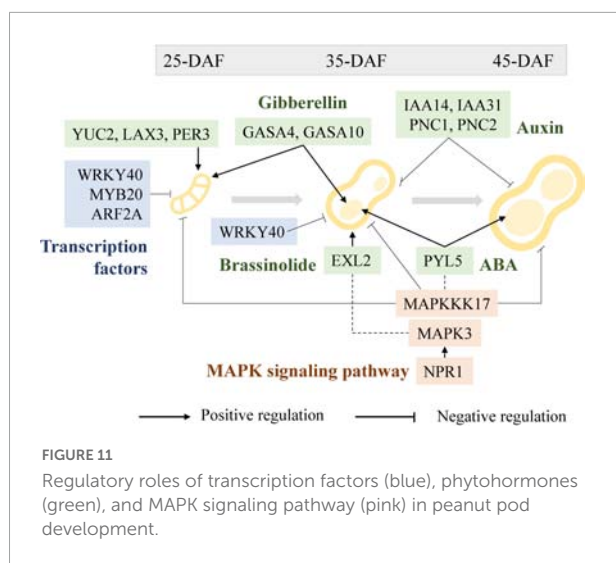 25-DAF 35-DAF 45-DAF
Gibberellin
IAA14, IAA31
PNC1, PNC2
Auxin
YUC2, LAX3, PER3
GASA4, GASA10
WRKY40
MYB20
ARF2A
Transcription
factors
WRKY40
Brassinolide
EXL2
PYL5
ABA
MAPKKK17
MAPK3
MAPK signaling pathway
NPR1
Positive regulation
Negative regulation
FIGURE 11
Regulatory roles of transcription factors (blue), phytohormones
(green), and MAPK signaling pathway (pink) in peanut pod
development.